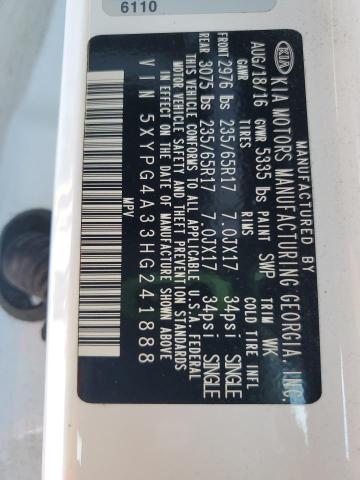 6110
KIA
MANUFACTURED BY
KIA MOTORS MANUFACTURING GEORGIA, INC.
AUG/18/16 GVWR 5335 lbs PAINT SWP TRIM WK
GAWR TIRES RIMS COLD TIRE INFL
FRONT 2976 lbs 235/65R17 7.0JX17 34psi SINGLE
REAR 3075 lbs 235/65R17 7.0JX17 34psi SINGLE
THIS VEHICLE CONFORMS TO ALL APPLICABLE U.S.A. FEDERAL
MOTOR VEHICLE SAFETY AND THEFT PREVENTION STANDARDS
IN EFFECT ON THE DATE OF MANUFACTURE SHOWN ABOVE
VIN 5XYPG4A33HG241888
MPV